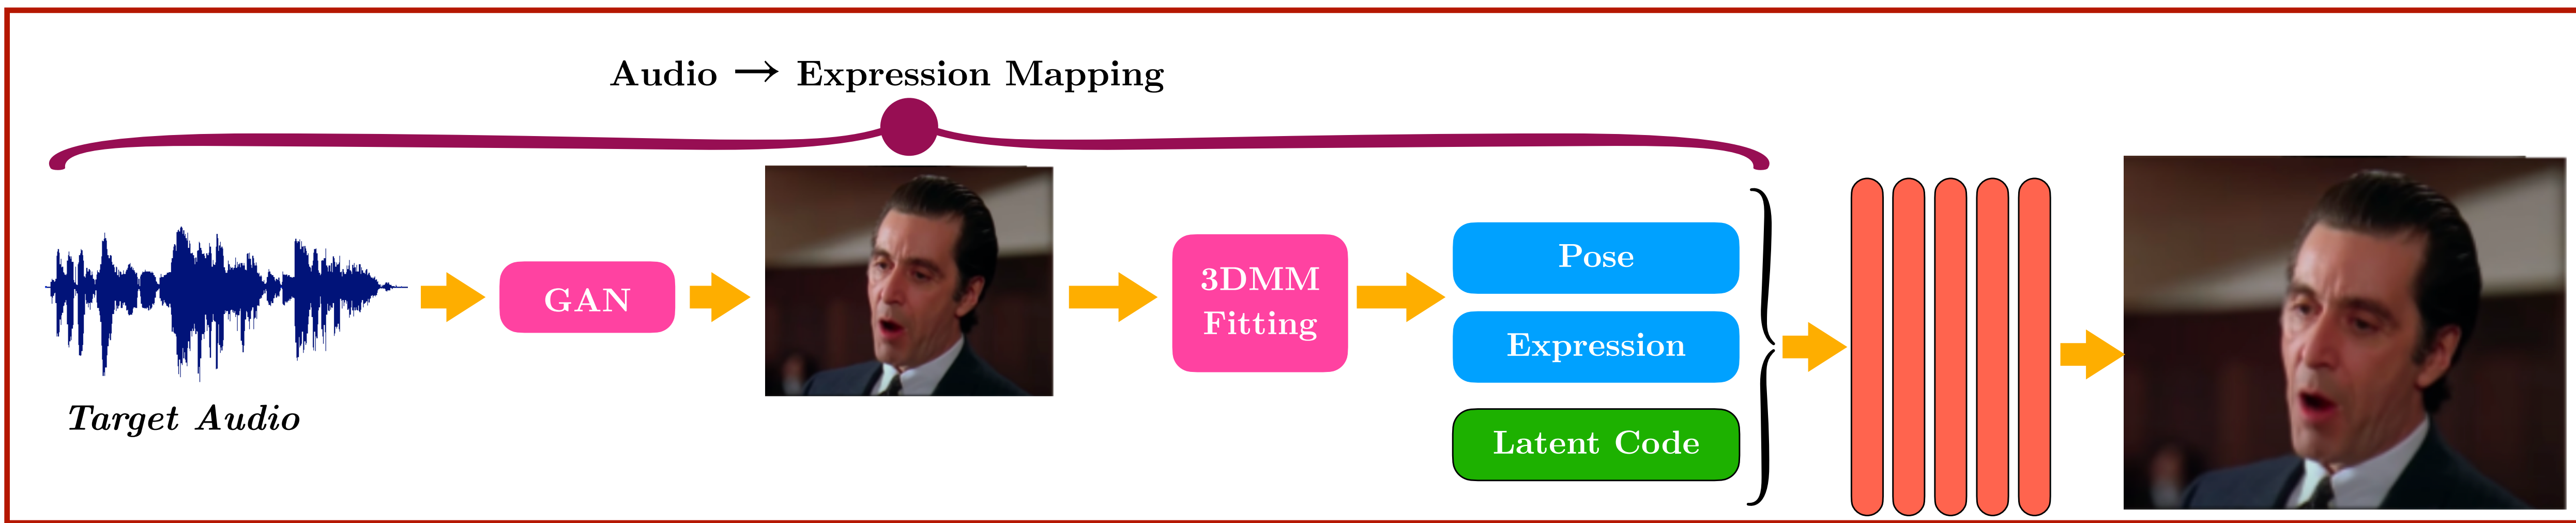 Audio → Expression Mapping
Target Audio
GAN
3DMM
Fitting
Pose
Expression
Latent Code